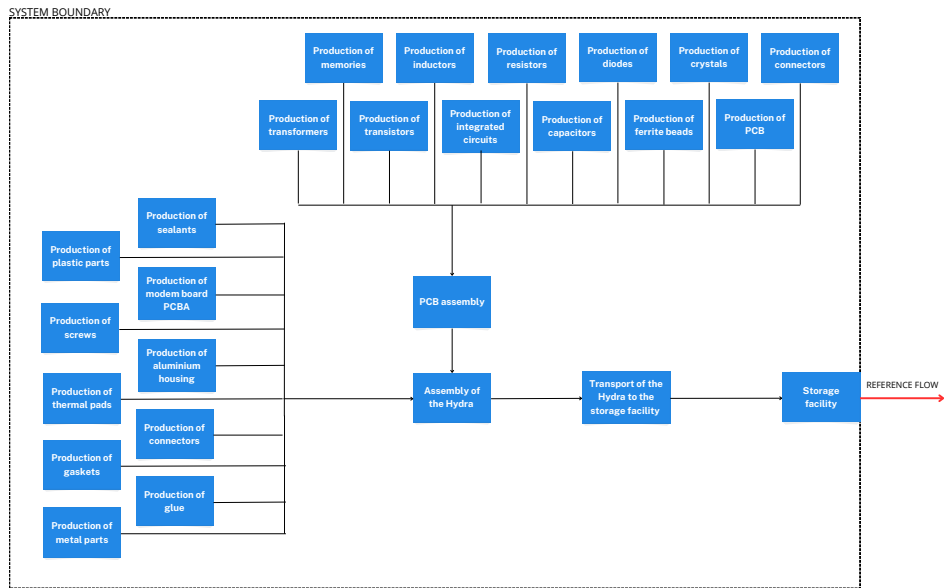 SYSTEM BOUNDARY
Production of
memories
Production of
inductors
Production of
resistors
Production of
diodes
Production of
crystals
Production of
connectors
Production of
transformers
Production of
transistors
Production of
integrated
circuits
Production of
capacitors
Production of
ferrite beads
Production of
PCB
Production of
sealants
Production of
plastic parts
Production of
modem board
PCBA
Production of
screws
Production of
aluminium
housing
Production of
thermal pads
Production of
connectors
Production of
gaskets
Production of
glue
Production of
metal parts
PCB assembly
Assembly of
the Hydra
Transport of the
Hydra to the
storage facility
Storage
facility
REFERENCE FLOW